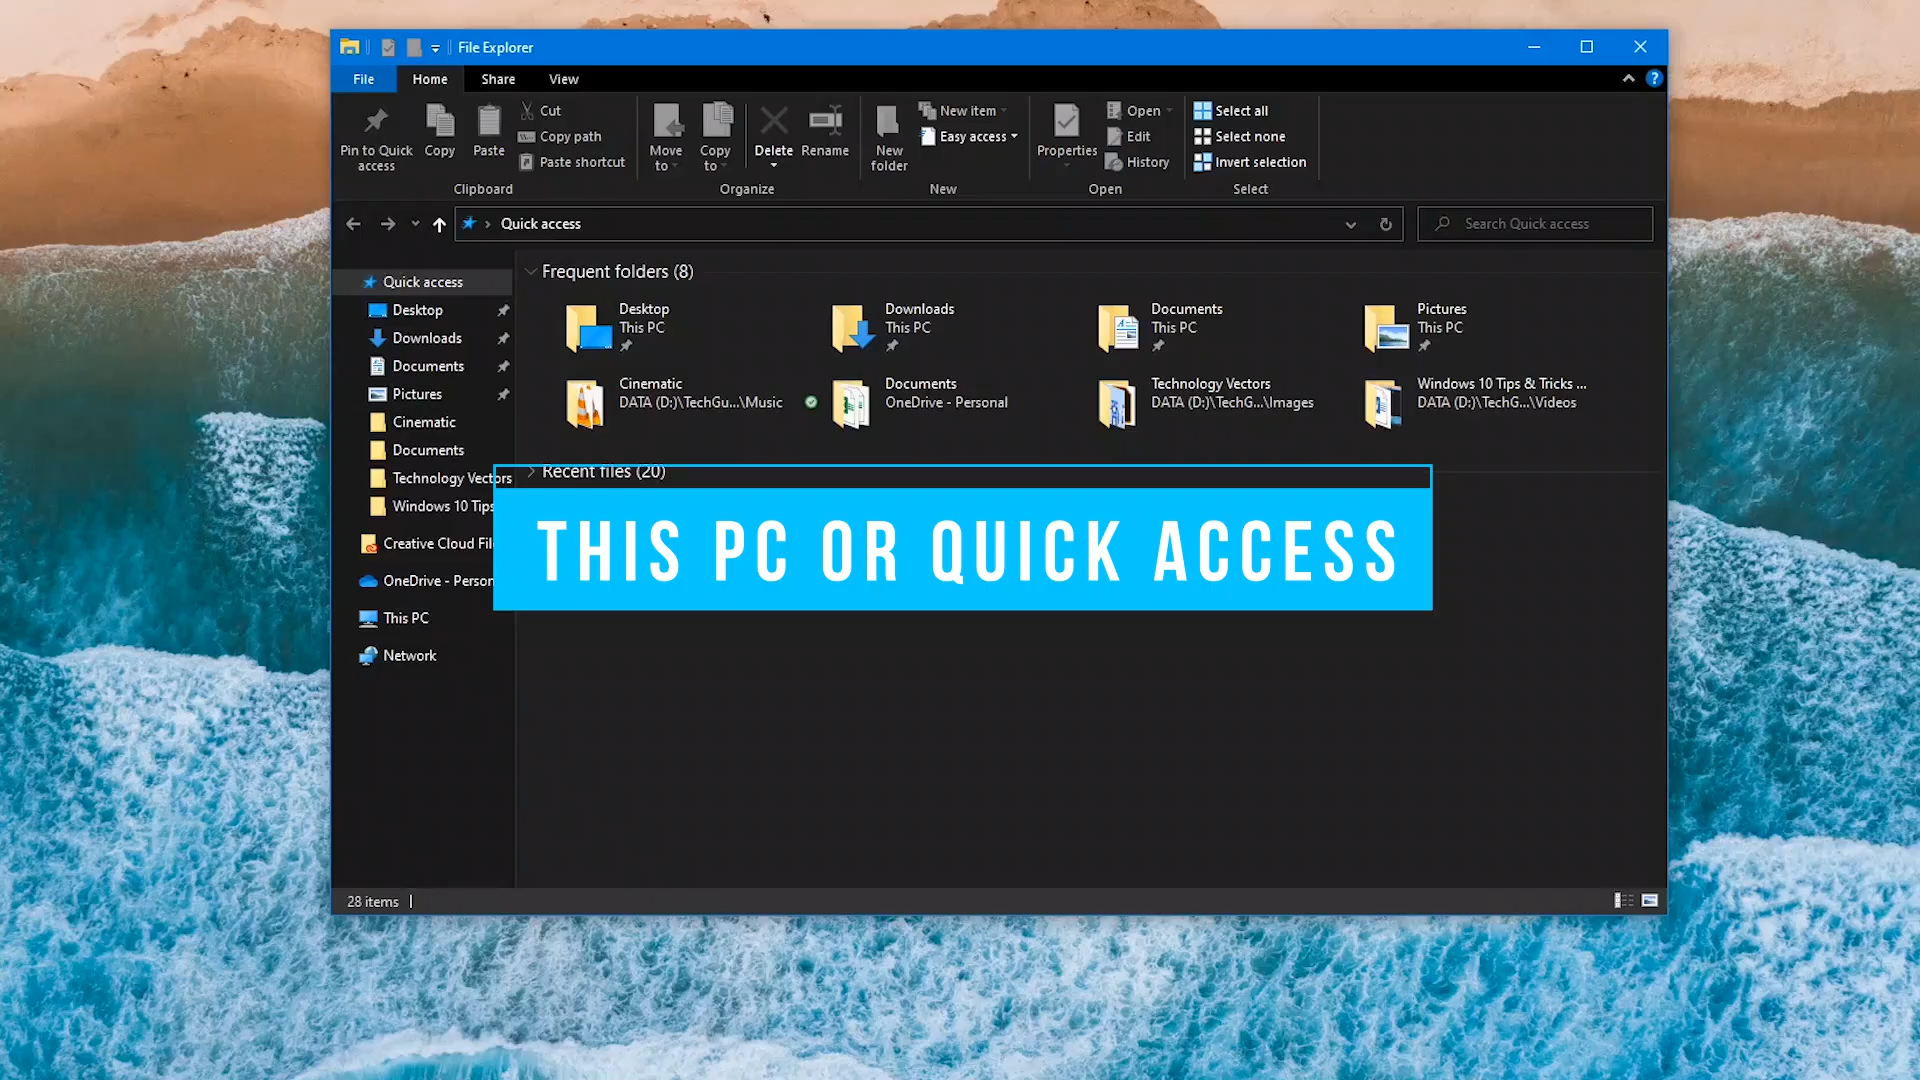 File Explorer
File Home Share View
Pin to Quick access
Copy
Paste
Cut
Copy path
Paste shortcut
Clipboard
Move to
Copy to
Delete
Rename
Organize
New folder
New item
Easy access
New
Properties
Open
Edit
History
Open
Select all
Select none
Invert selection
Select
Quick access
Search Quick access
Quick access
Desktop
Downloads
Documents
Pictures
Cinematic
Documents
Technology Vectors
Windows 10 Tips
Creative Cloud Fil
OneDrive - Person
This PC
Network
Frequent folders (8)
Desktop
This PC
Downloads
This PC
Documents
This PC
Pictures
This PC
Cinematic
DATA (D:)\TechGu...\Music
Documents
OneDrive - Personal
Technology Vectors
DATA (D:)\TechG...\Images
Windows 10 Tips & Tricks ...
DATA (D:)\TechG...\Videos
Recent files (20)
THIS PC OR QUICK ACCESS
28 items